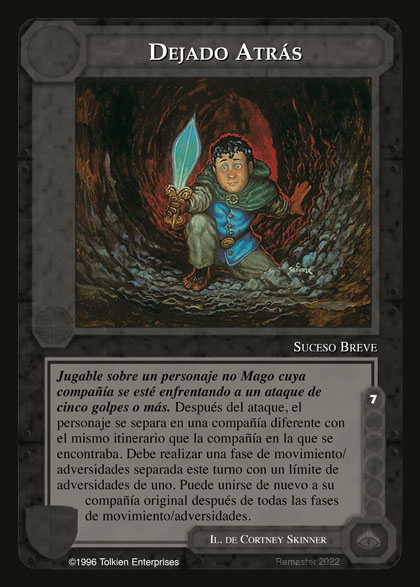 Dejado Atrás
C. SKINNER
Suceso Breve
Jugable sobre un personaje no Mago cuya
compañía se esté enfrentando a un ataque de
cinco golpes o más. Después del ataque, el
personaje se separa en una compañía diferente con
el mismo itinerario que la compañía en la que se
encontraba. Debe realizar una fase de movimiento/
adversidades separada este turno con un límite de
adversidades de uno. Puede unirse de nuevo a su
compañía original después de todas las fases
de movimiento/adversidades.
7
Il. de Cortney Skinner
©1996 Tolkien Enterprises
Remaster 2022